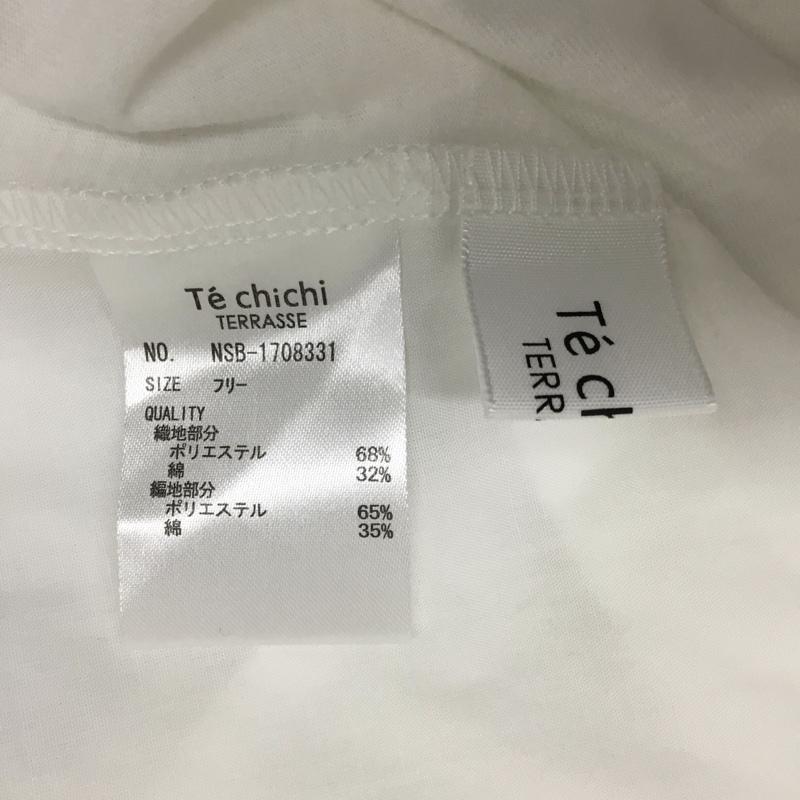 Té chichi
TERRASSE
NO. NSB-1708331
SIZE フリー
QUALITY
織地部分
ポリエステル 68%
綿 32%
編地部分
ポリエステル 65%
綿 35%
Té ch
TERR